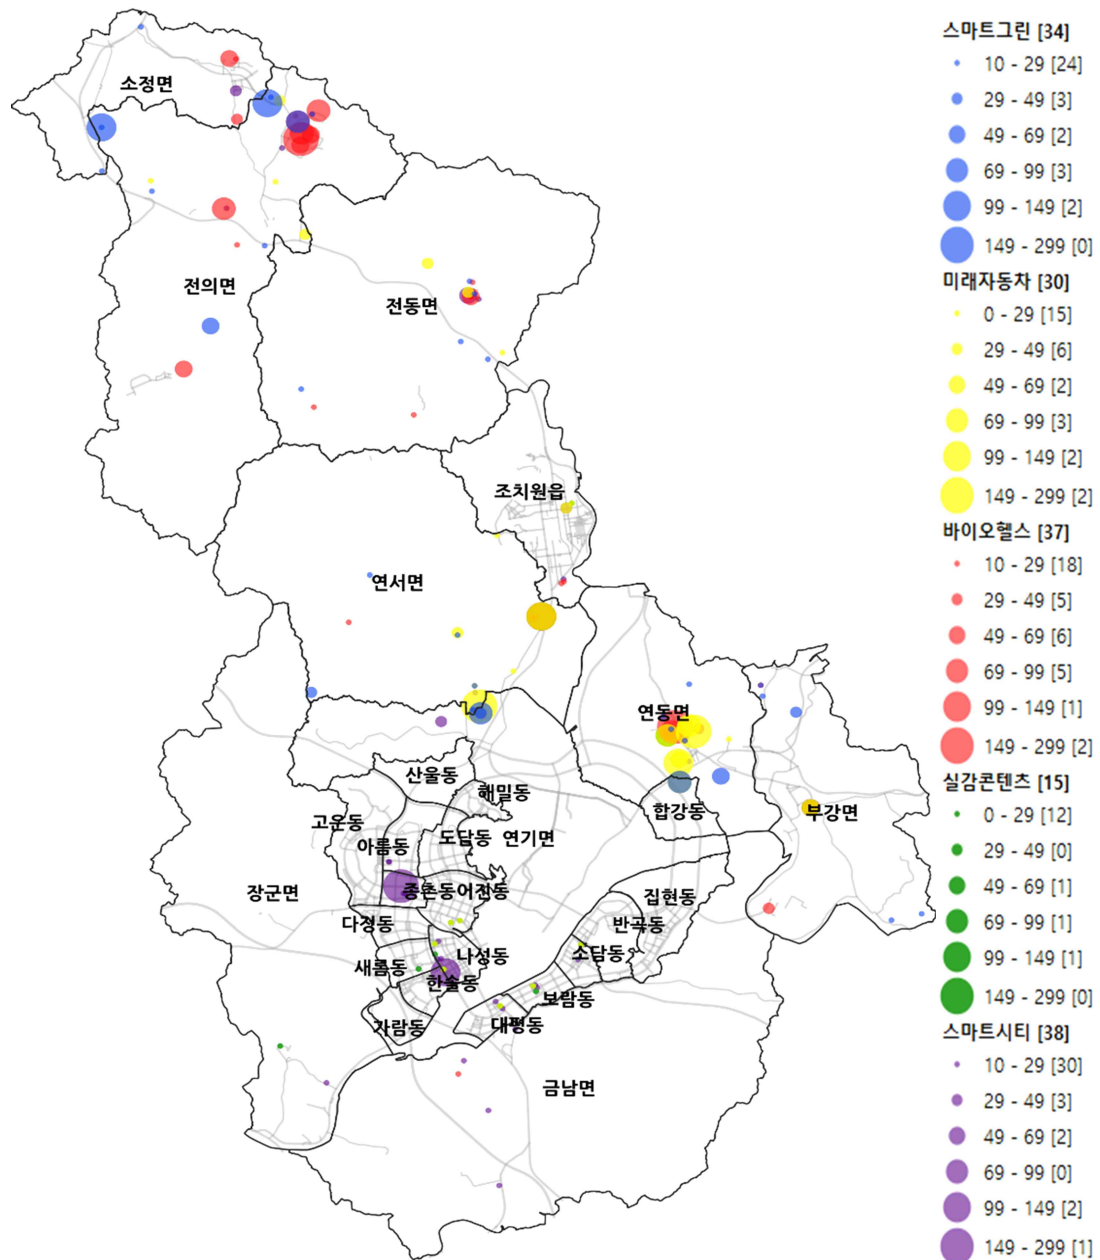 스마트그린 [34]
10 - 29 [24]
29 - 49 [3]
49 - 69 [2]
69 - 99 [3]
99 - 149 [2]
149 - 299 [0]
미래자동차 [30]
0 - 29 [15]
29 - 49 [6]
49 - 69 [2]
69 - 99 [3]
99 - 149 [2]
149 - 299 [2]
바이오헬스 [37]
10 - 29 [18]
29 - 49 [5]
49 - 69 [6]
69 - 99 [5]
99 - 149 [1]
149 - 299 [2]
실감콘텐츠 [15]
0 - 29 [12]
29 - 49 [0]
49 - 69 [1]
69 - 99 [1]
99 - 149 [1]
149 - 299 [0]
스마트시티 [38]
10 - 29 [30]
29 - 49 [3]
49 - 69 [2]
69 - 99 [0]
99 - 149 [2]
149 - 299 [1]
소정면
전의면
전동면
조치원읍
연서면
연동면
산울동
해밀동
합강동
부강면
고운동
아름동
도담동
연기면
장군면
종촌동
어진동
집현동
다정동
반곡동
새롬동
나성동
소담동
한솔동
보람동
가람동
대평동
금남면